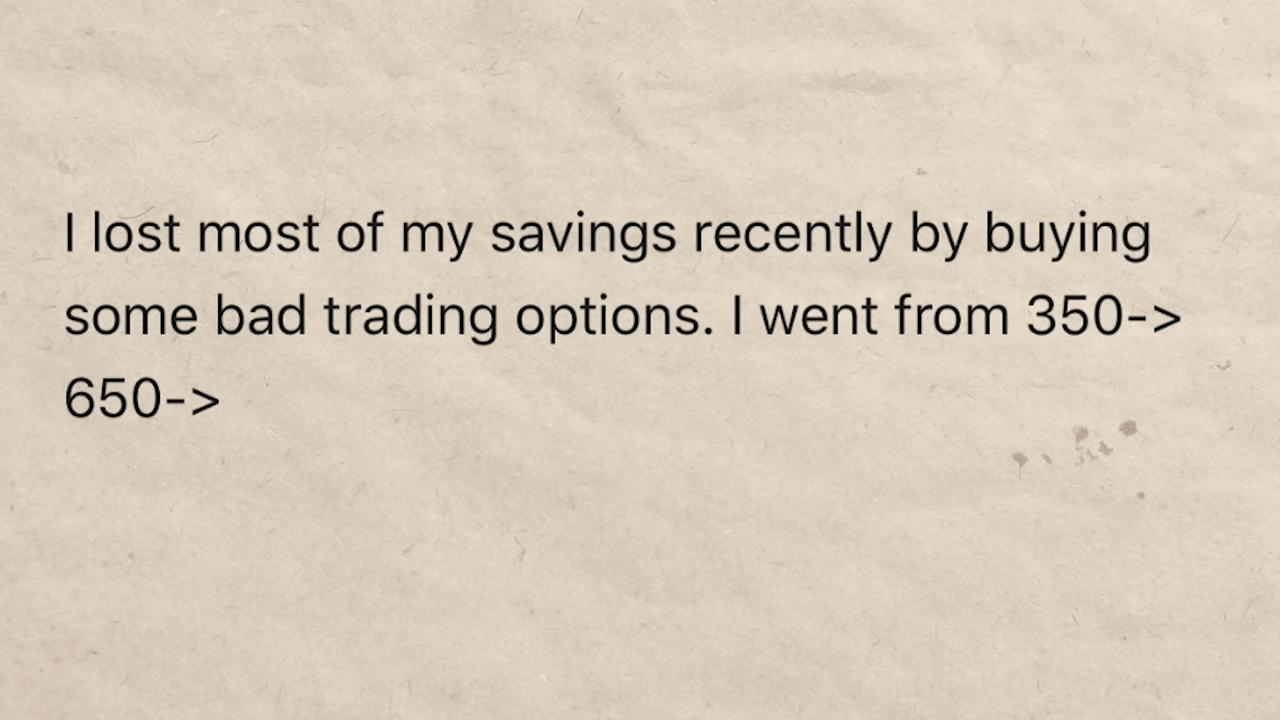 I lost most of my savings recently by buying
some bad trading options. I went from 350->
650->